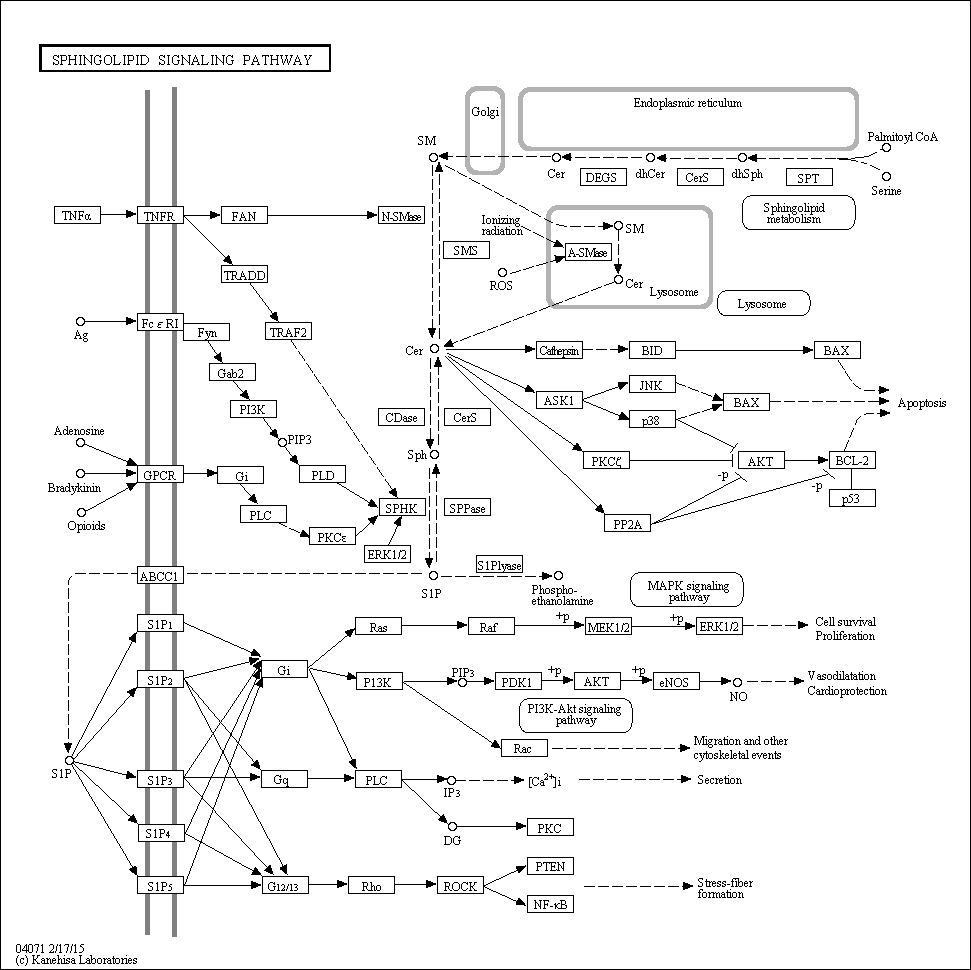 SPHINGOLIPID SIGNALING PATHWAY
Golgi
Endoplasmic reticulum
SM
Palmitoyl CoA
Cer
dhCer
dhSph
DEGS
CerS
SPT
Serine
Sphingolipid
metabolism
TNFα
TNFR
FAN
N-SMase
Ionizing
radiation
SM
SMS
A-SMase
TRADD
ROS
Cer
Lysosome
Lysosome
Ag
Fc ε RI
Fyn
TRAF2
Cer
Cathepsin
BID
BAX
Gab2
JNK
ASK1
BAX
Apoptosis
PI3K
CDase
CerS
p38
Adenosine
PIP3
Sph
PKCζ
AKT
BCL-2
GPCR
Gi
PLD
-p
-p
Bradykinin
p53
PLC
SPHK
SPPase
Opioids
PP2A
PKCε
ERK1/2
S1Plyase
ABCC1
S1P
Phospho-
ethanolamine
MAPK signaling
pathway
S1P1
Ras
Raf
+p
MEK1/2
+p
ERK1/2
Cell survival
Proliferation
Gi
S1P2
P13K
PIP3
PDK1
+p
AKT
+p
eNOS
NO
Vasodilatation
Cardioprotection
PI3K-Akt signaling
pathway
Rac
Migration and other
cytoskeletal events
S1P
S1P3
Gq
PLC
IP3
[Ca2+]i
Secretion
S1P4
DG
PKC
PTEN
S1P5
G12/13
Rho
ROCK
Stress-fiber
formation
NF-κB
04071 2/17/15
(c) Kanehisa Laboratories